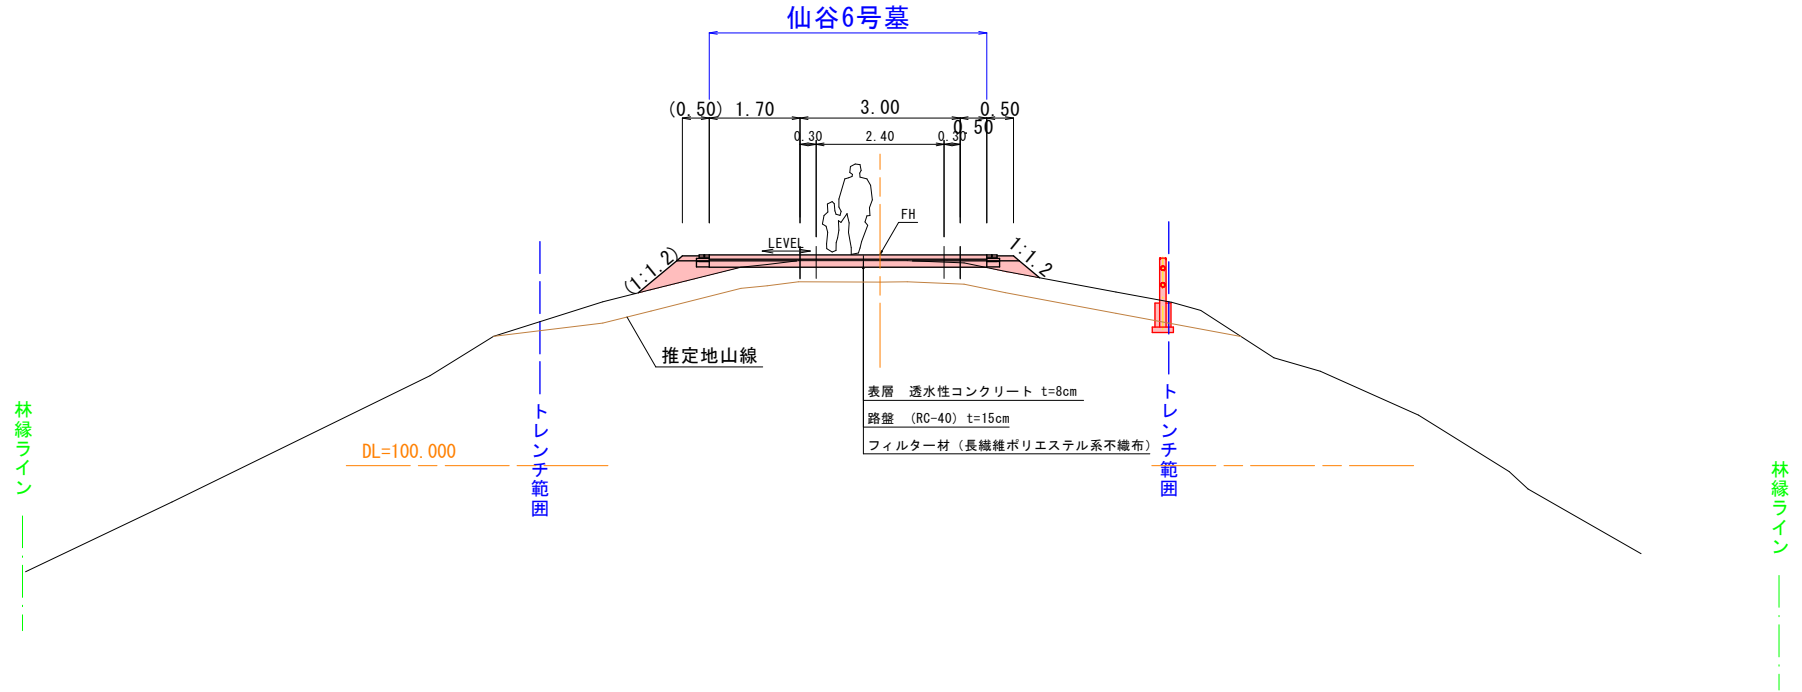 仙谷6号墓
(0.50) 1.70 3.00 0.50
0.50
0.30 2.40 0.30
FH
LEVEL
(1:1.2)
1:1.2
推定地山線
表層 透水性コンクリート t=8cm
路盤 (RC-40) t=15cm
フィルター材(長繊維ポリエステル系不織布)
DL=100.000
トレンチ範囲
トレンチ範囲
林縁ライン
林縁ライン